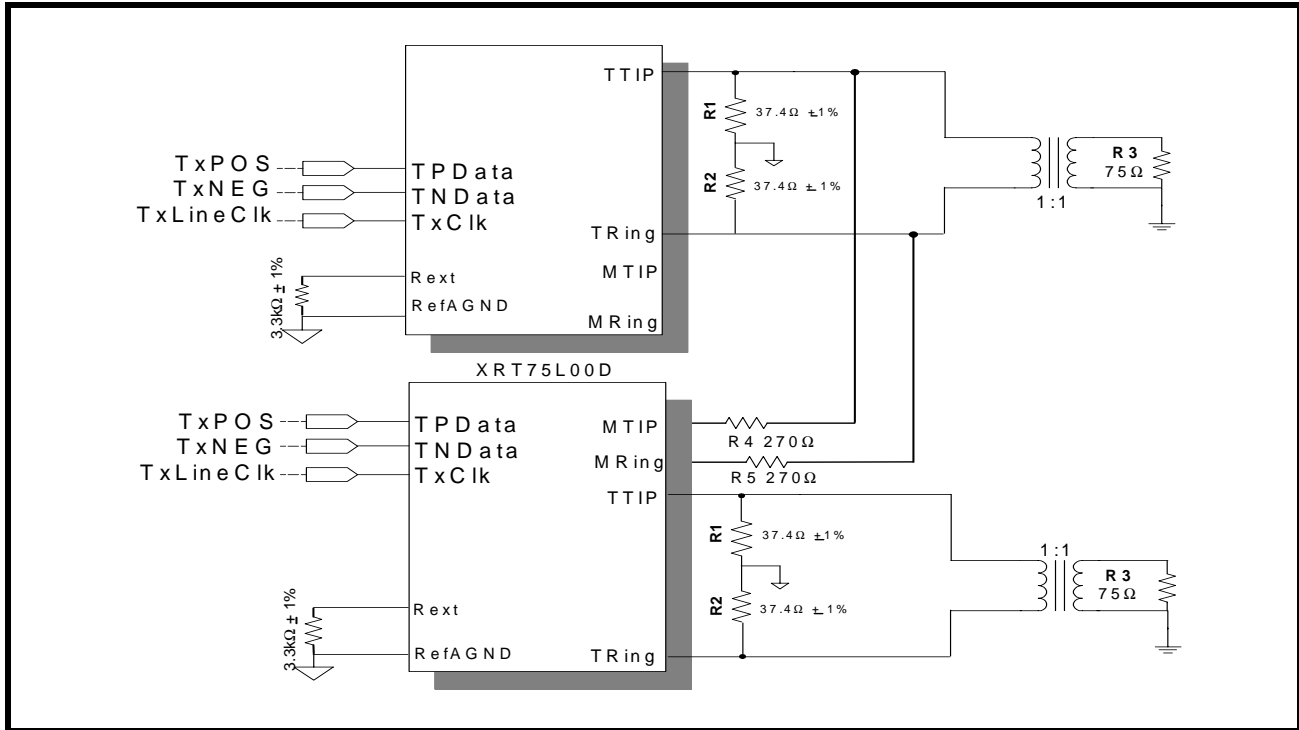 TTIP
R1
37.4Ω ±1%
R2
37.4Ω ±1%
R3
75Ω
1:1
TxPOS
TPData
TxNEG
TNData
TxLineClk
TxClk
TRing
MTIP
Rext
RefAGND
MRing
3.3kΩ ± 1%
XRT75L00D
TxPOS
TPData
TxNEG
TNData
TxLineClk
TxClk
MTIP
R4 270Ω
MRing
R5 270Ω
TTIP
R1
37.4Ω ±1%
R2
37.4Ω ±1%
1:1
R3
75Ω
Rext
RefAGND
TRing
3.3kΩ ± 1%